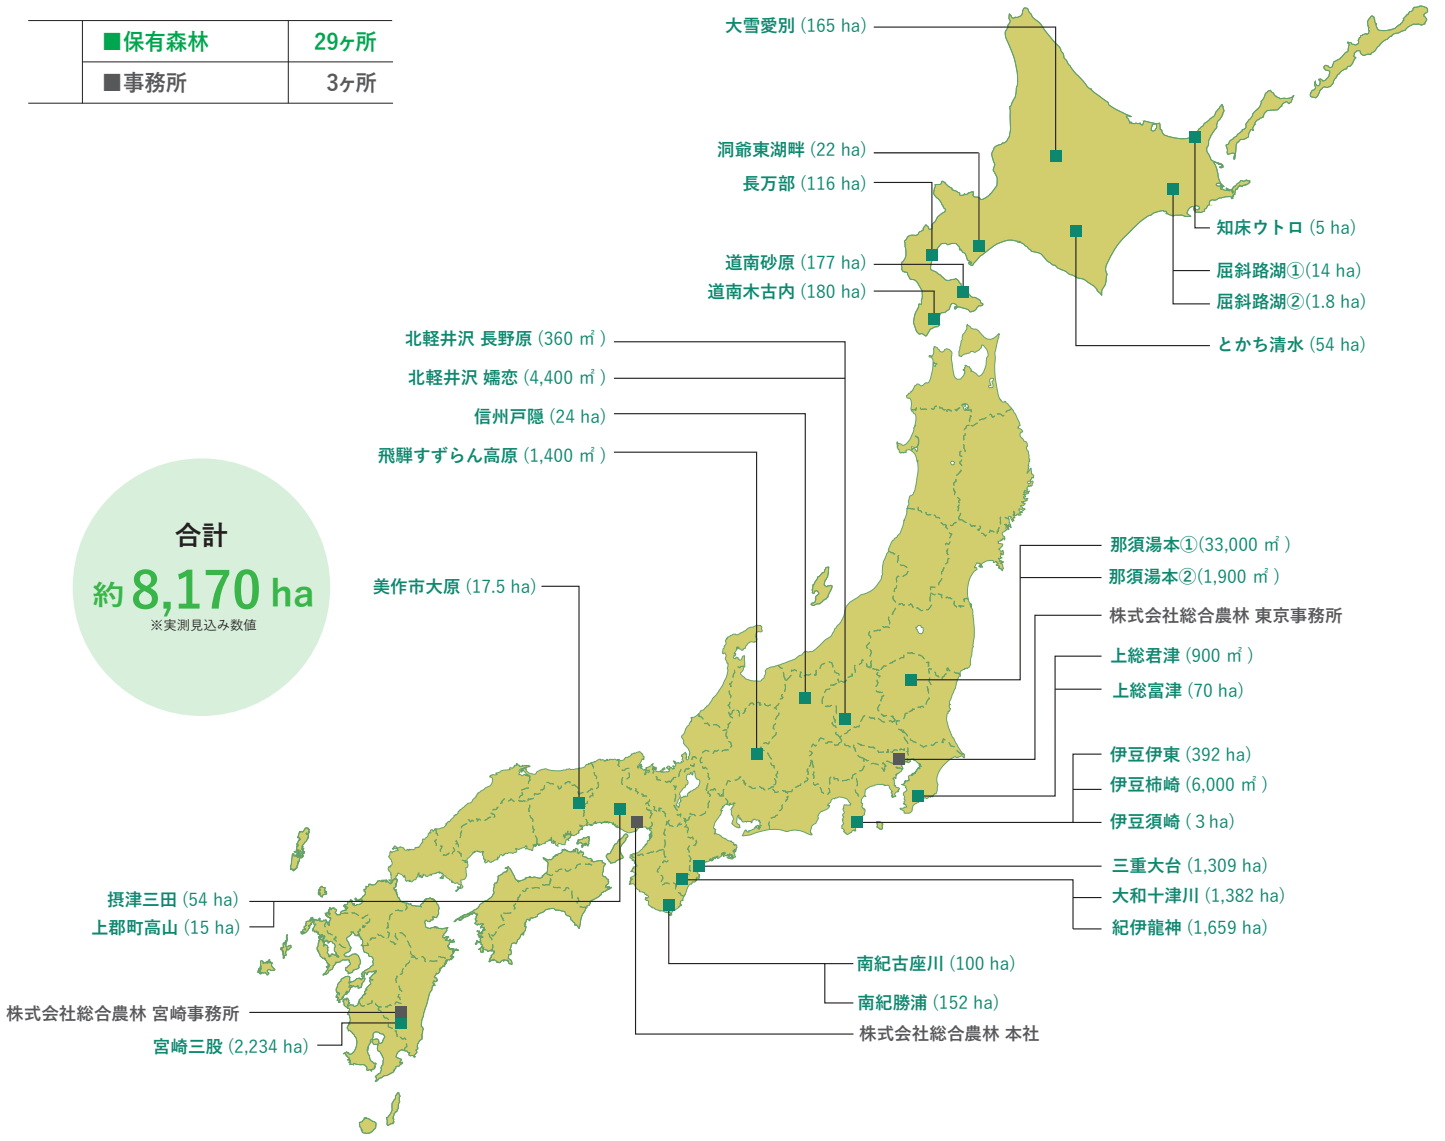 ■保有森林 29ヶ所
■事務所 3ヶ所
大雪愛別 (165 ha)
洞爺東湖畔 (22 ha)
長万部 (116 ha)
道南砂原 (177 ha)
道南木古内 (180 ha)
知床ウトロ (5 ha)
屈斜路湖①(14 ha)
屈斜路湖②(1.8 ha)
とかち清水 (54 ha)
北軽井沢 長野原 (360 ㎡ )
北軽井沢 嬬恋 (4,400 ㎡ )
信州戸隠 (24 ha)
飛騨すずらん高原 (1,400 ㎡ )
合計
約 8,170 ha
※実測見込み数値
美作市大原 (17.5 ha)
那須湯本①(33,000 ㎡ )
那須湯本②(1,900 ㎡ )
株式会社総合農林 東京事務所
上総君津 (900 ㎡ )
上総富津 (70 ha)
伊豆伊東 (392 ha)
伊豆柿崎 (6,000 ㎡ )
伊豆須崎 ( 3 ha)
三重大台 (1,309 ha)
大和十津川 (1,382 ha)
紀伊龍神 (1,659 ha)
摂津三田 (54 ha)
上郡町高山 (15 ha)
南紀古座川 (100 ha)
南紀勝浦 (152 ha)
株式会社総合農林 本社
株式会社総合農林 宮崎事務所
宮崎三股 (2,234 ha)